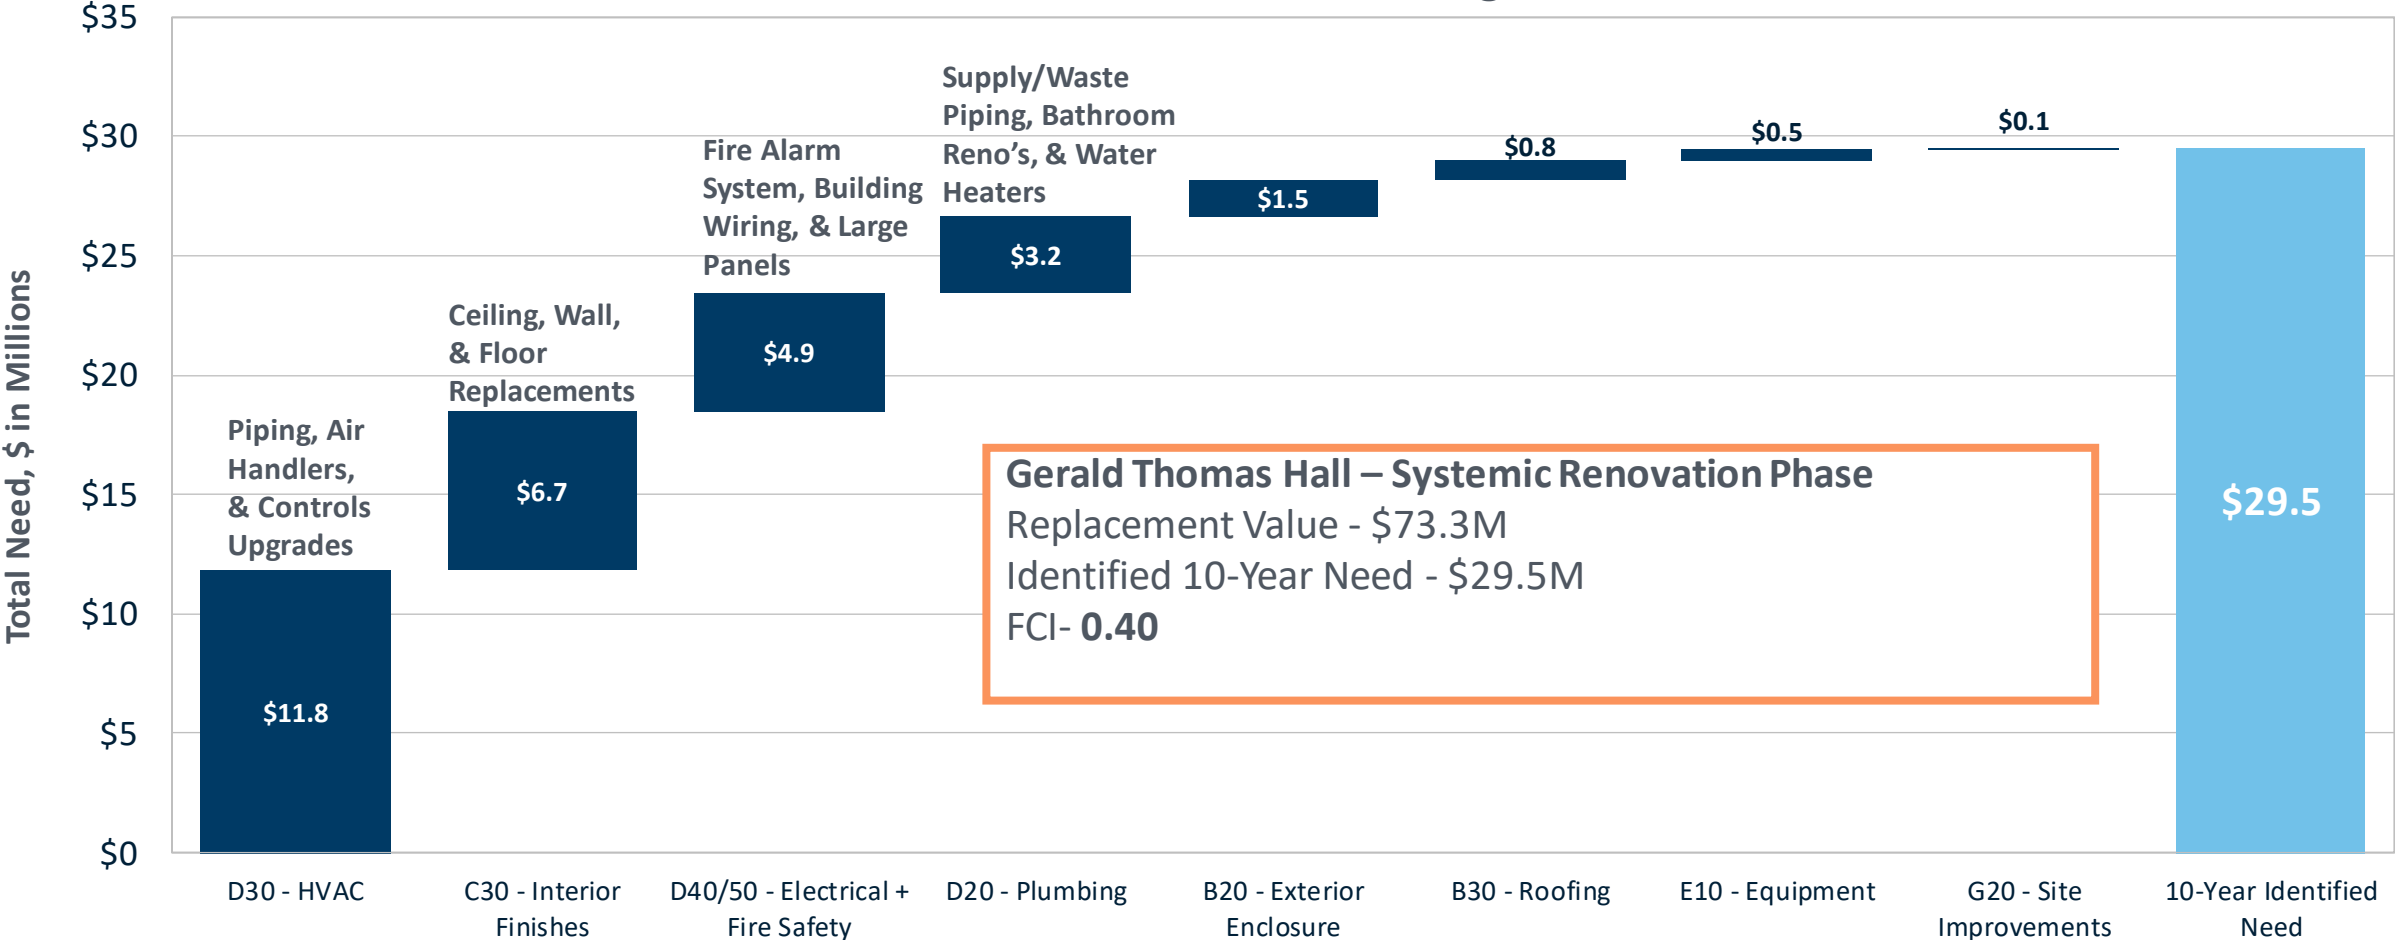 $35
$30
$25
$20
$15
$10
$5
$0
Total Need, $ in Millions
Piping, Air
Handlers,
& Controls
Upgrades
$11.8
Ceiling, Wall,
& Floor
Replacements
$6.7
Fire Alarm
System, Building
Wiring, & Large
Panels
$4.9
Supply/Waste
Piping, Bathroom
Reno’s, & Water
Heaters
$3.2
$1.5
$0.8
$0.5
$0.1
$29.5
Gerald Thomas Hall – Systemic Renovation Phase
Replacement Value - $73.3M
Identified 10-Year Need - $29.5M
FCI- 0.40
D30 - HVAC
C30 - Interior
Finishes
D40/50 - Electrical +
Fire Safety
D20 - Plumbing
B20 - Exterior
Enclosure
B30 - Roofing
E10 - Equipment
G20 - Site
Improvements
10-Year Identified
Need